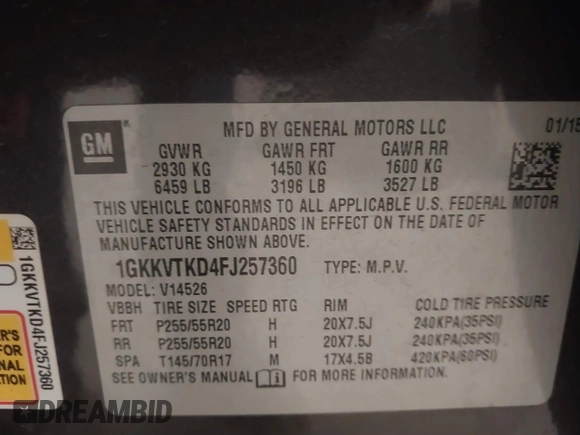 GM
®
MFD BY GENERAL MOTORS LLC 01/15
GVWR GAWR FRT GAWR RR
2930 KG 1450 KG 1600 KG
6459 LB 3196 LB 3527 LB
THIS VEHICLE CONFORMS TO ALL APPLICABLE U.S. FEDERAL MOTOR
VEHICLE SAFETY STANDARDS IN EFFECT ON THE DATE OF
MANUFACTURE SHOWN ABOVE.
1GKKVTKD4FJ257360 TYPE: M.P.V.
MODEL: V14526
VBBH TIRE SIZE SPEED RTG RIM COLD TIRE PRESSURE
FRT P255/55R20 H 20X7.5J 240KPA(35PSI)
RR P255/55R20 H 20X7.5J 240KPA(35PSI)
SPA T145/70R17 M 17X4.5B 420KPA(60PSI)
SEE OWNER'S MANUAL FOR MORE INFORMATION.
1GKKVTKD4FJ257360
R'S
FOR
NAL
ATION
DREAMBID